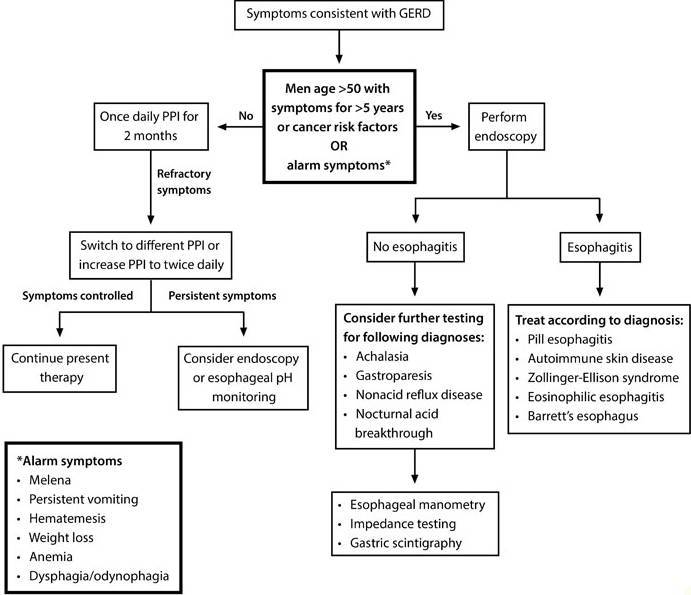 Symptoms consistent with GERD
Men age >50 with
symptoms for >5 years
or cancer risk factors
OR
alarm symptoms*
No
Yes
Once daily PPI for
2 months
Perform
endoscopy
Refractory
symptoms
Switch to different PPI or
increase PPI to twice daily
No esophagitis
Esophagitis
Symptoms controlled
Persistent symptoms
Continue present
therapy
Consider endoscopy
or esophageal pH
monitoring
Consider further testing
for following diagnoses:
• Achalasia
• Gastroparesis
• Nonacid reflux disease
• Nocturnal acid
breakthrough
Treat according to diagnosis:
• Pill esophagitis
• Autoimmune skin disease
• Zollinger-Ellison syndrome
• Eosinophilic esophagitis
• Barrett's esophagus
*Alarm symptoms
• Melena
• Persistent vomiting
• Hematemesis
• Weight loss
• Anemia
• Dysphagia/odynophagia
• Esophageal manometry
• Impedance testing
• Gastric scintigraphy